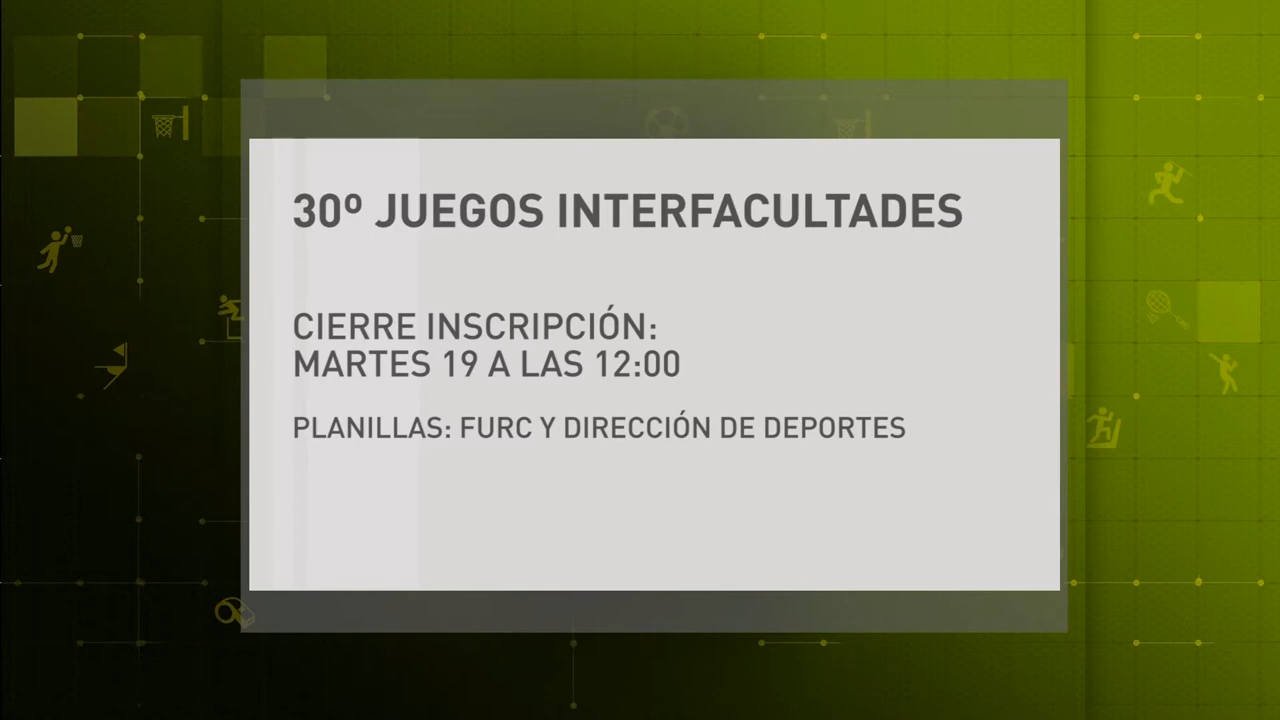 30º JUEGOS INTERFACULTADES
CIERRE INSCRIPCIÓN:
MARTES 19 A LAS 12:00
PLANILLAS: FURC Y DIRECCIÓN DE DEPORTES